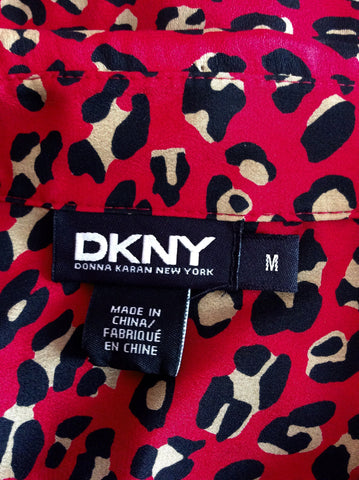 DKNY
DONNA KARAN NEW YORK
M
MADE IN
CHINA/
FABRIQUÉ
EN CHINE